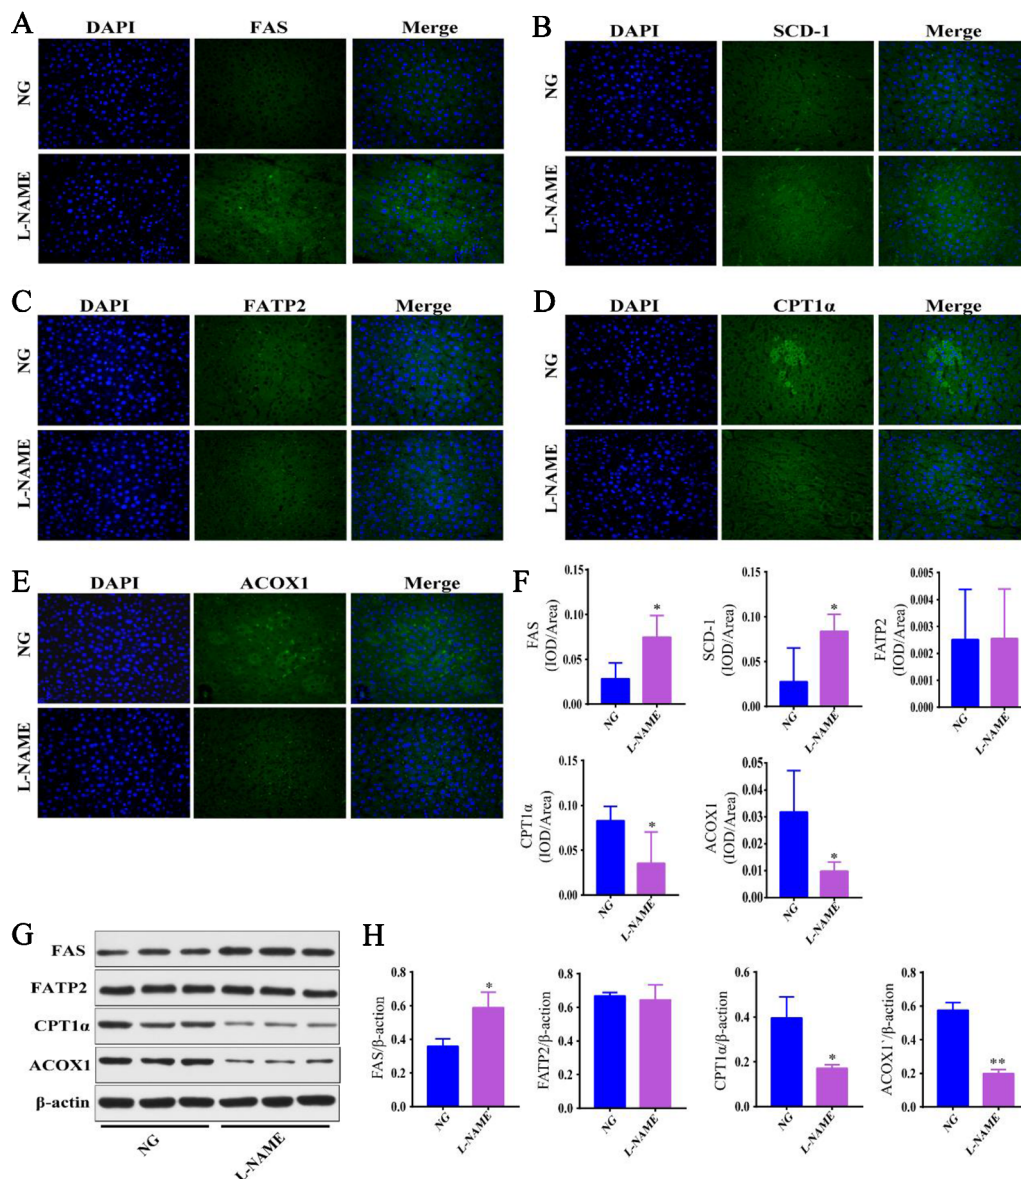 A
DAPI FAS Merge
NG
L-NAME
B
DAPI SCD-1 Merge
NG
L-NAME
C
DAPI FATP2 Merge
NG
L-NAME
D
DAPI CPT1α Merge
NG
L-NAME
E
DAPI ACOX1 Merge
NG
L-NAME
F
FAS
(IOD/Area)
0.15
0.10
0.05
0.00
*
NG L-NAME
SCD-1
(IOD/Area)
0.15
0.10
0.05
0.00
*
NG L-NAME
FATP2
(IOD/Area)
0.005
0.004
0.003
0.002
0.001
0.000
NG L-NAME
CPT1α
(IOD/Area)
0.15
0.10
0.05
0.00
*
NG L-NAME
ACOX1
(IOD/Area)
0.05
0.04
0.03
0.02
0.01
0.00
*
NG L-NAME
G
FAS
FATP2
CPT1α
ACOX1
β-actin
NG L-NAME
H
FAS/β-action
0.8
0.6
0.4
0.2
0.0
*
NG L-NAME
FATP2/β-action
0.8
0.6
0.4
0.2
0.0
NG L-NAME
CPT1α/β-action
0.6
0.4
0.2
0.0
*
NG L-NAME
ACOX1`/β-action
0.8
0.6
0.4
0.2
0.0
**
NG L-NAME